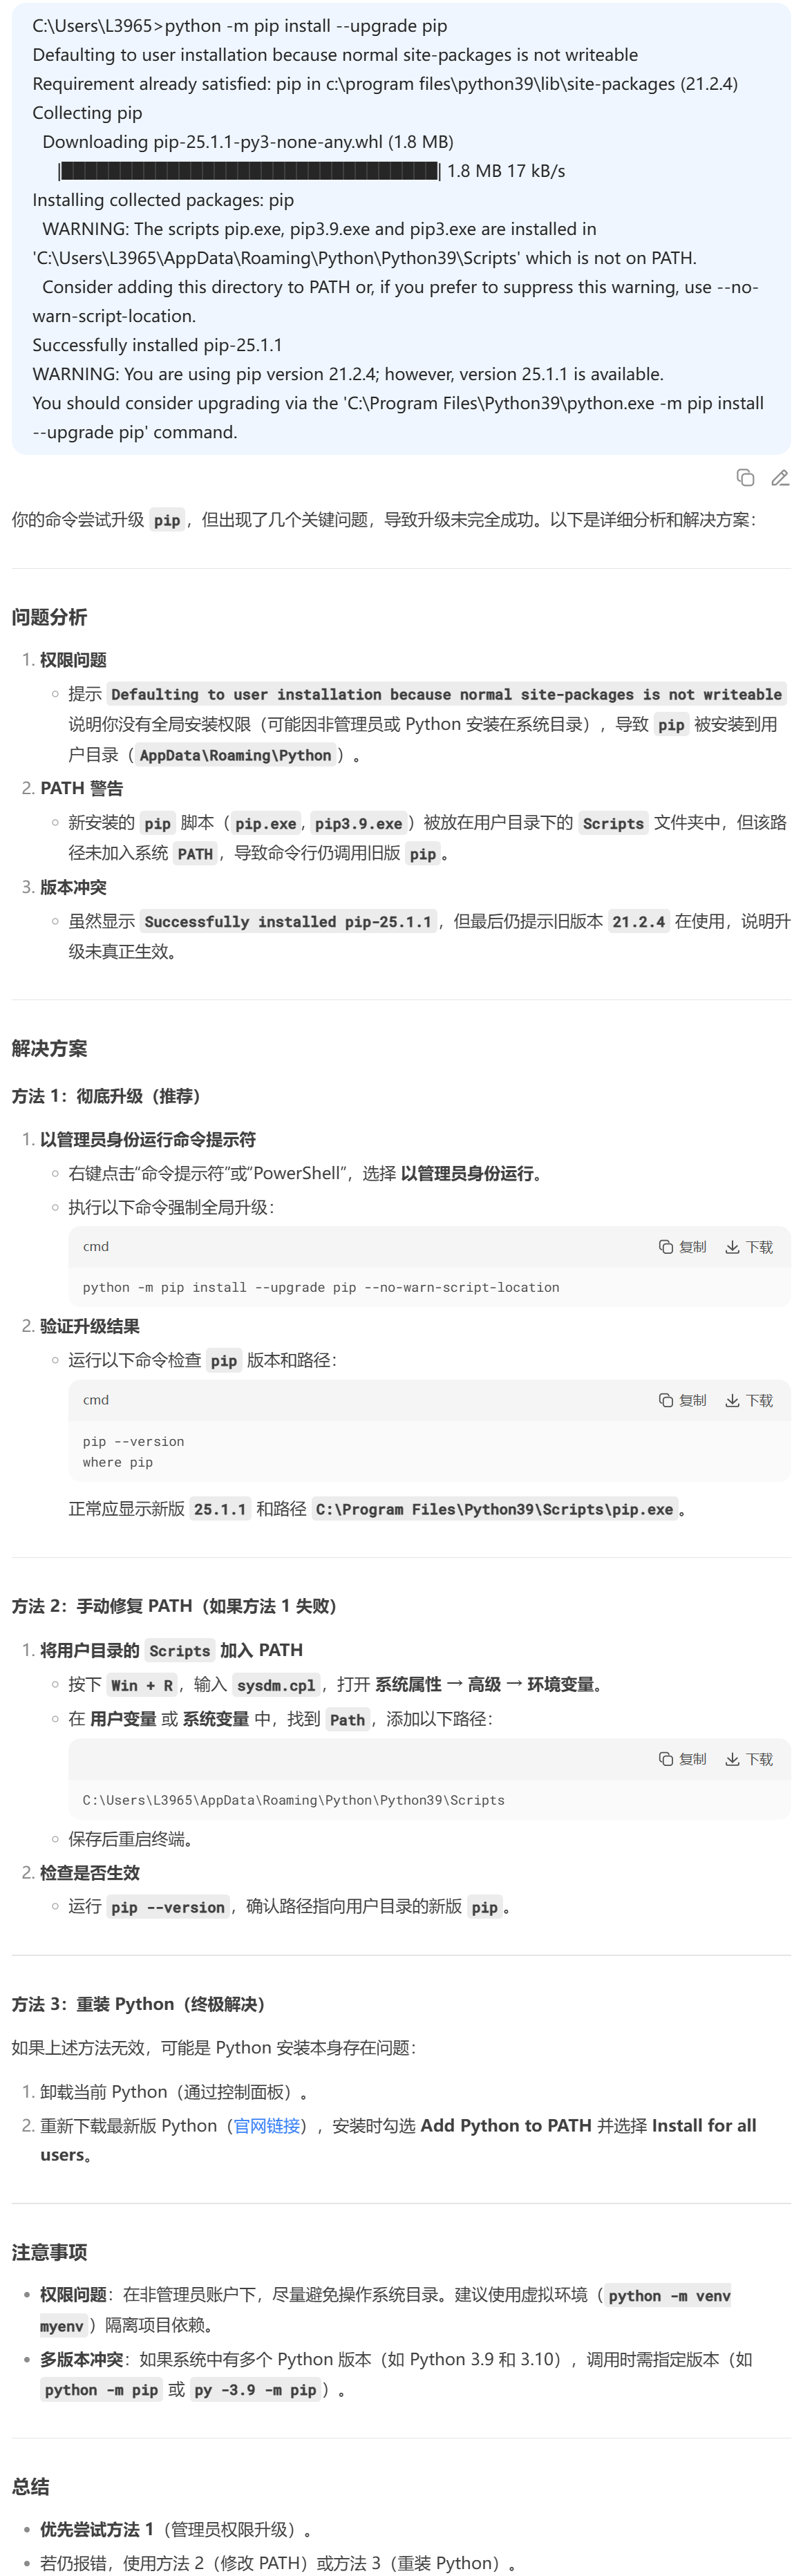 C:\Users\L3965>python -m pip install --upgrade pip
Defaulting to user installation because normal site-packages is not writeable
Requirement already satisfied: pip in c:\program files\python39\lib\site-packages (21.2.4)
Collecting pip
Downloading pip-25.1.1-py3-none-any.whl (1.8 MB)
|████████████████████████████████| 1.8 MB 17 kB/s
Installing collected packages: pip
WARNING: The scripts pip.exe, pip3.9.exe and pip3.exe are installed in
'C:\Users\L3965\AppData\Roaming\Python\Python39\Scripts' which is not on PATH.
Consider adding this directory to PATH or, if you prefer to suppress this warning, use --no-
warn-script-location.
Successfully installed pip-25.1.1
WARNING: You are using pip version 21.2.4; however, version 25.1.1 is available.
You should consider upgrading via the 'C:\Program Files\Python39\python.exe -m pip install
--upgrade pip' command.
你的命令尝试升级 pip，但出现了几个关键问题，导致升级未完全成功。以下是详细分析和解决方案：
问题分析
1. 权限问题
提示 Defaulting to user installation because normal site-packages is not writeable
说明你没有全局安装权限（可能因非管理员或 Python 安装在系统目录），导致 pip 被安装到用
户目录（AppData\Roaming\Python）。
2. PATH 警告
新安装的 pip 脚本（pip.exe, pip3.9.exe）被放在用户目录下的 Scripts 文件夹中，但该路
径未加入系统 PATH，导致命令行仍调用旧版 pip。
3. 版本冲突
虽然显示 Successfully installed pip-25.1.1，但最后仍提示旧版本 21.2.4 在使用，说明升
级未真正生效。
解决方案
方法 1：彻底升级（推荐）
1. 以管理员身份运行命令提示符
右键点击“命令提示符”或“PowerShell”，选择 以管理员身份运行。
执行以下命令强制全局升级：
cmd 复制 下载
python -m pip install --upgrade pip --no-warn-script-location
2. 验证升级结果
运行以下命令检查 pip 版本和路径：
cmd 复制 下载
pip --version
where pip
正常应显示新版 25.1.1 和路径 C:\Program Files\Python39\Scripts\pip.exe。
方法 2：手动修复 PATH（如果方法 1 失败）
1. 将用户目录的 Scripts 加入 PATH
按下 Win + R，输入 sysdm.cpl，打开 系统属性 → 高级 → 环境变量。
在 用户变量 或 系统变量 中，找到 Path，添加以下路径：
复制 下载
C:\Users\L3965\AppData\Roaming\Python\Python39\Scripts
保存后重启终端。
2. 检查是否生效
运行 pip --version，确认路径指向用户目录的新版 pip。
方法 3：重装 Python（终极解决）
如果上述方法无效，可能是 Python 安装本身存在问题：
1. 卸载当前 Python（通过控制面板）。
2. 重新下载最新版 Python（官网链接），安装时勾选 Add Python to PATH 并选择 Install for all
users。
注意事项
权限问题：在非管理员账户下，尽量避免操作系统目录。建议使用虚拟环境（python -m venv
myenv）隔离项目依赖。
多版本冲突：如果系统中有多个 Python 版本（如 Python 3.9 和 3.10），调用时需指定版本（如
python -m pip 或 py -3.9 -m pip）。
总结
优先尝试方法 1（管理员权限升级）。
若仍报错，使用方法 2（修改 PATH）或方法 3（重装 Python）。